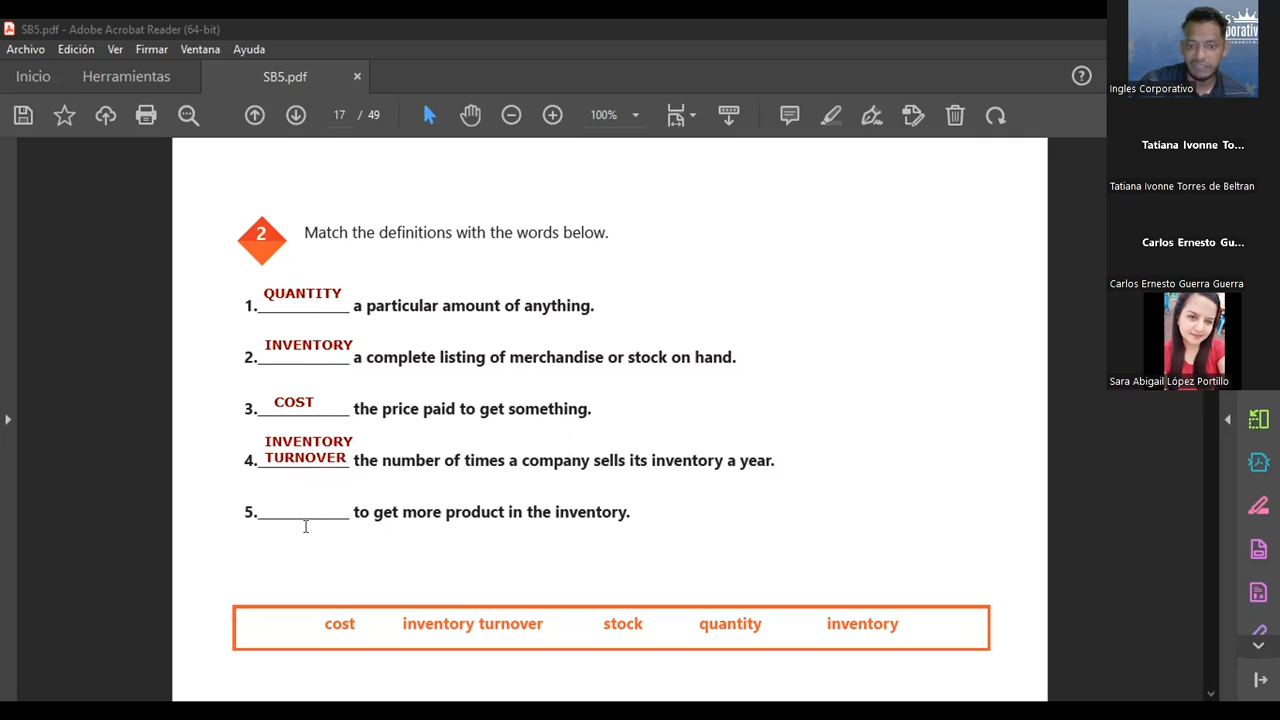 SB5.pdf - Adobe Acrobat Reader (64-bit)
Archivo Edición Ver Firmar Ventana Ayuda
Inicio Herramientas SB5.pdf ×
17 / 49 100%
2 Match the definitions with the words below.
QUANTITY
1.____________ a particular amount of anything.
INVENTORY
2.____________ a complete listing of merchandise or stock on hand.
COST
3.____________ the price paid to get something.
INVENTORY
TURNOVER
4.____________ the number of times a company sells its inventory a year.
5.____________ to get more product in the inventory.
cost inventory turnover stock quantity inventory
Ingles Corporativo
Tatiana Ivonne To...
Tatiana Ivonne Torres de Beltran
Carlos Ernesto Gu...
Carlos Ernesto Guerra Guerra
Sara Abigail López Portillo